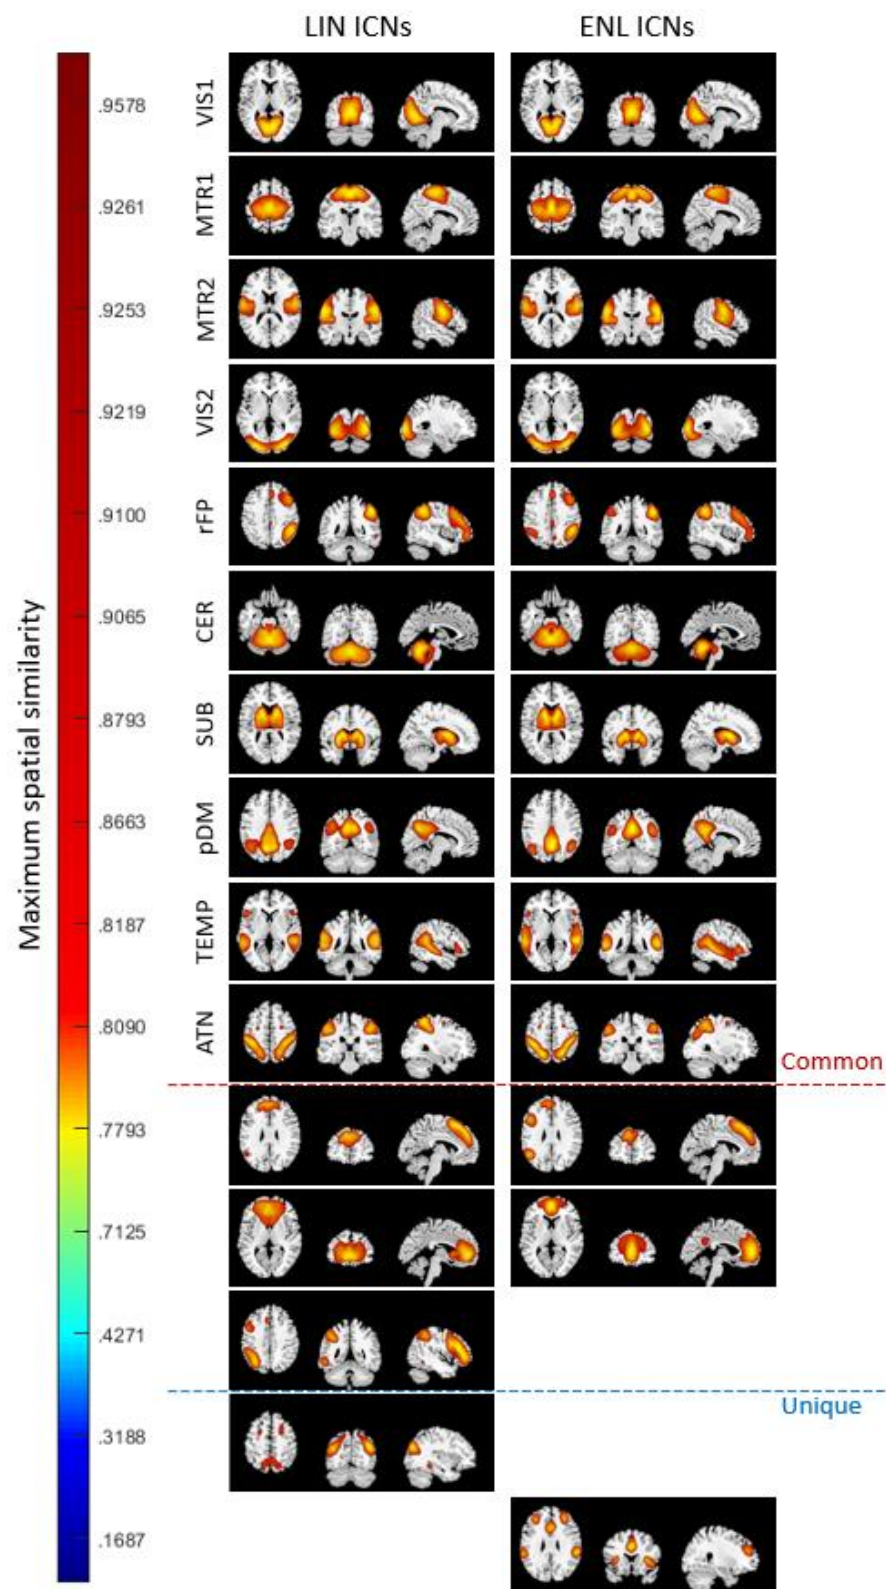 LIN ICNs
ENL ICNs
Maximum spatial similarity
.9578
.9261
.9253
.9219
.9100
.9065
.8793
.8663
.8187
.8090
.7793
.7125
.4271
.3188
.1687
VIS1
MTR1
MTR2
VIS2
rFP
CER
SUB
pDM
TEMP
ATN
Common
Unique